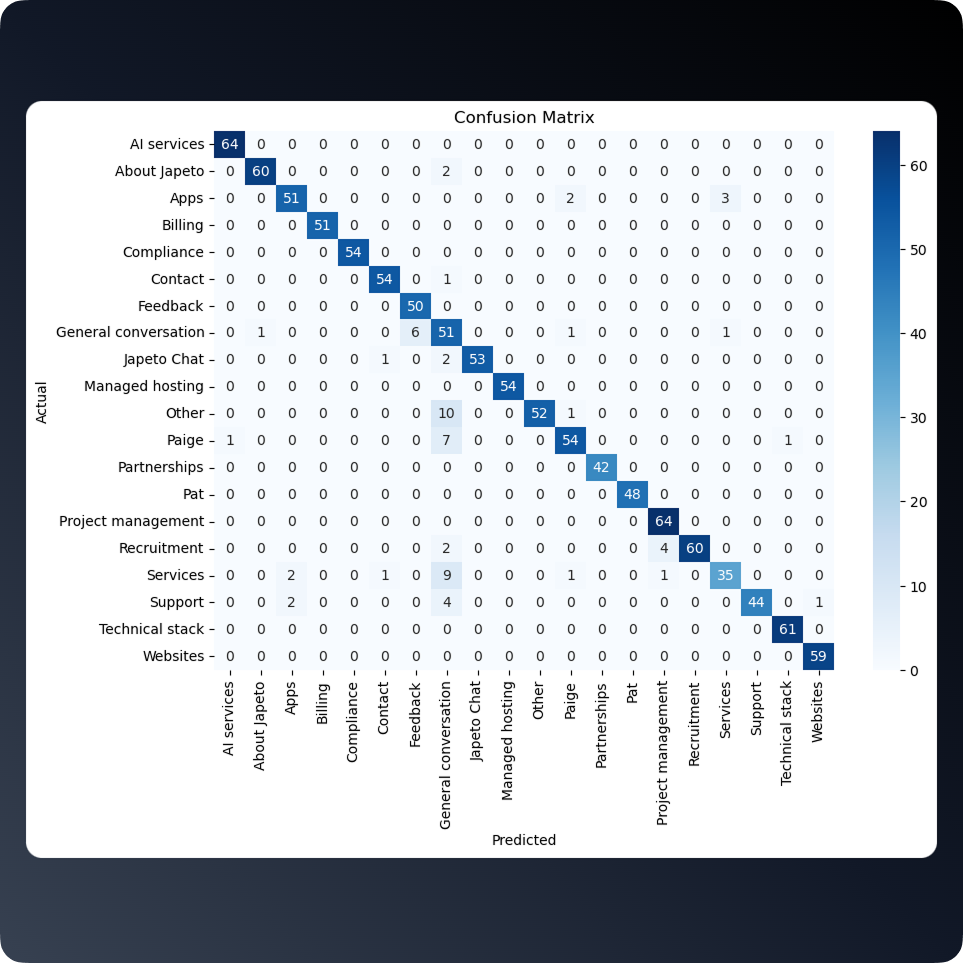 Confusion Matrix
AI services 64 0 0 0 0 0 0 0 0 0 0 0 0 0 0 0 0 0 0 0
About Japeto 0 60 0 0 0 0 0 2 0 0 0 0 0 0 0 0 0 0 0 0
Apps 0 0 51 0 0 0 0 0 0 0 0 2 0 0 0 0 3 0 0 0
Billing 0 0 0 51 0 0 0 0 0 0 0 0 0 0 0 0 0 0 0 0
Compliance 0 0 0 0 54 0 0 0 0 0 0 0 0 0 0 0 0 0 0 0
Contact 0 0 0 0 0 54 0 1 0 0 0 0 0 0 0 0 0 0 0 0
Feedback 0 0 0 0 0 0 50 0 0 0 0 0 0 0 0 0 0 0 0 0
General conversation 0 1 0 0 0 0 6 51 0 0 0 1 0 0 0 0 1 0 0 0
Japeto Chat 0 0 0 0 0 1 0 2 53 0 0 0 0 0 0 0 0 0 0 0
Managed hosting 0 0 0 0 0 0 0 0 0 54 0 0 0 0 0 0 0 0 0 0
Other 0 0 0 0 0 0 0 10 0 0 52 1 0 0 0 0 0 0 0 0
Paige 1 0 0 0 0 0 0 7 0 0 0 54 0 0 0 0 0 0 1 0
Partnerships 0 0 0 0 0 0 0 0 0 0 0 0 42 0 0 0 0 0 0 0
Pat 0 0 0 0 0 0 0 0 0 0 0 0 0 48 0 0 0 0 0 0
Project management 0 0 0 0 0 0 0 0 0 0 0 0 0 0 64 0 0 0 0 0
Recruitment 0 0 0 0 0 0 0 2 0 0 0 0 0 0 4 60 0 0 0 0
Services 0 0 2 0 0 1 0 9 0 0 0 1 0 0 1 0 35 0 0 0
Support 0 0 2 0 0 0 0 4 0 0 0 0 0 0 0 0 0 44 0 1
Technical stack 0 0 0 0 0 0 0 0 0 0 0 0 0 0 0 0 0 0 61 0
Websites 0 0 0 0 0 0 0 0 0 0 0 0 0 0 0 0 0 0 0 59
Actual
AI services
About Japeto
Apps
Billing
Compliance
Contact
Feedback
General conversation
Japeto Chat
Managed hosting
Other
Paige
Partnerships
Pat
Project management
Recruitment
Services
Support
Technical stack
Websites
Predicted
60
50
40
30
20
10
0